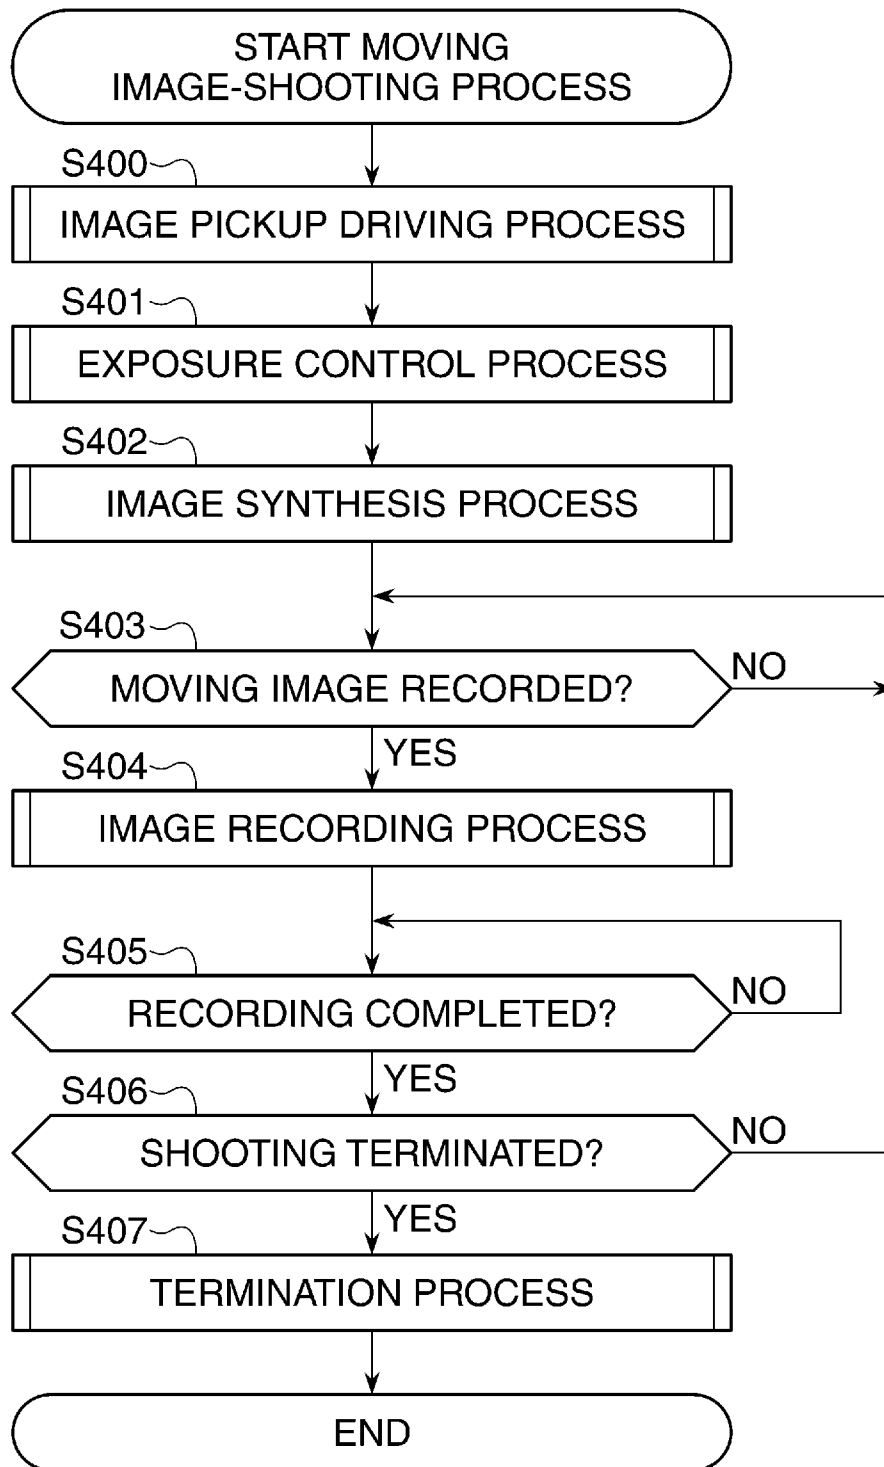 START MOVING
IMAGE-SHOOTING PROCESS
S400
IMAGE PICKUP DRIVING PROCESS
S401
EXPOSURE CONTROL PROCESS
S402
IMAGE SYNTHESIS PROCESS
S403
MOVING IMAGE RECORDED?
NO
YES
S404
IMAGE RECORDING PROCESS
S405
RECORDING COMPLETED?
NO
YES
S406
SHOOTING TERMINATED?
NO
YES
S407
TERMINATION PROCESS
END